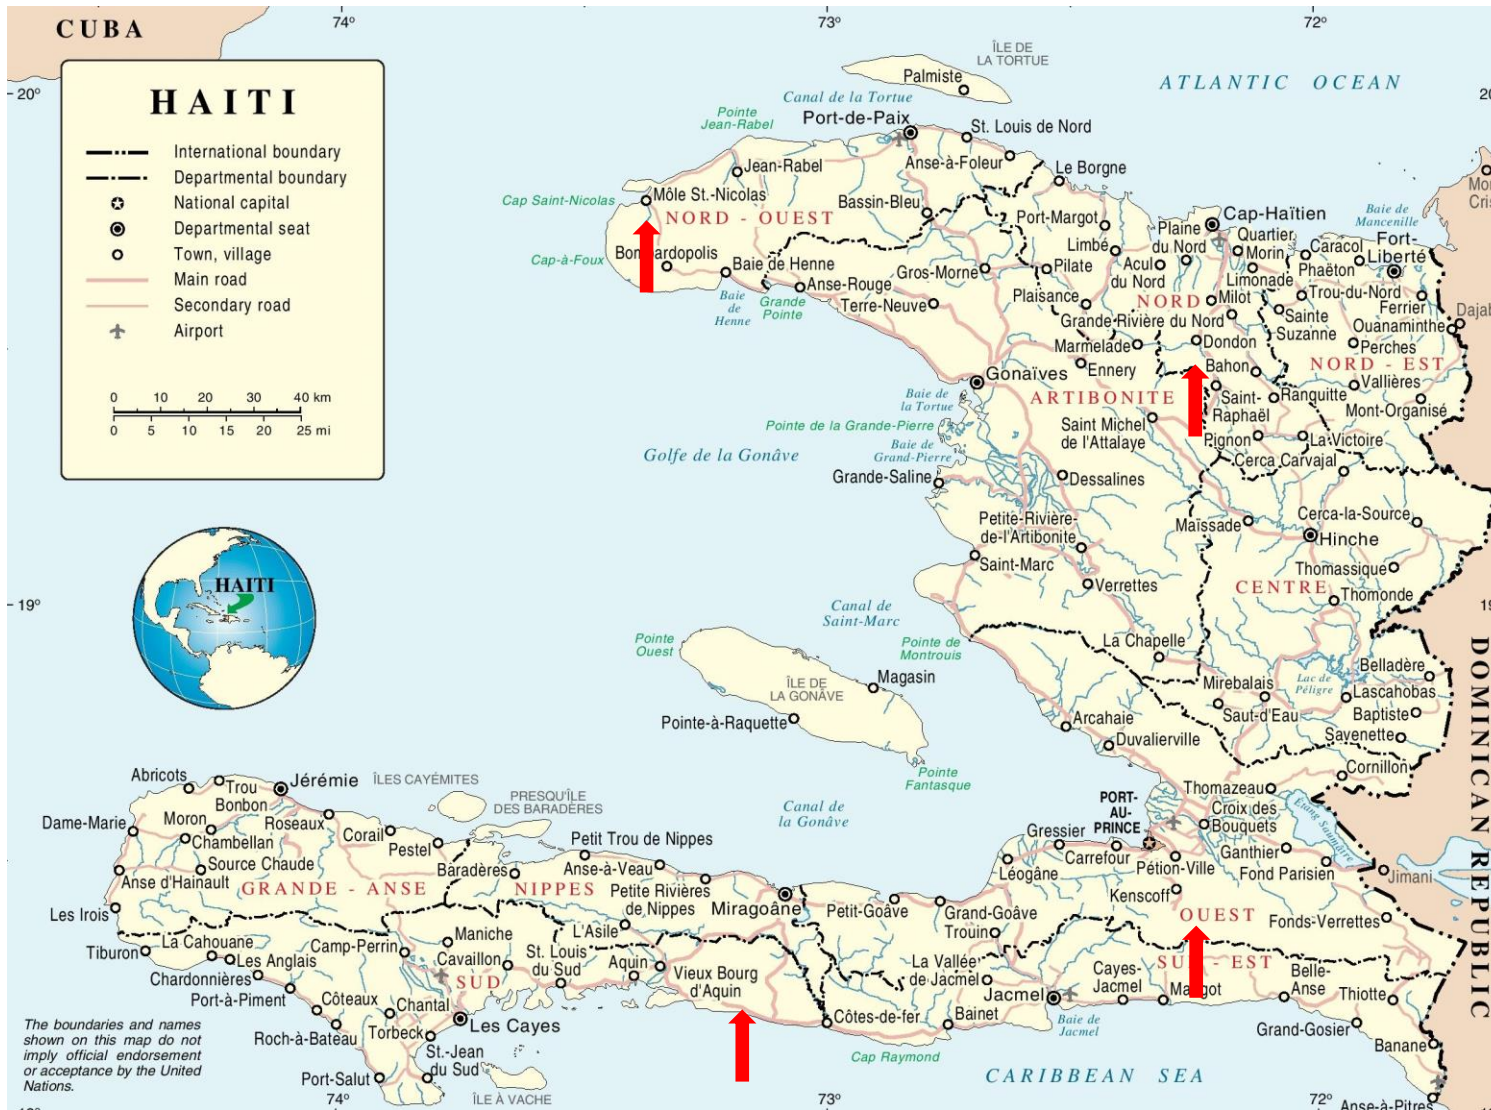 74°
73°
72°
CUBA
HAITI
International boundary
Departmental boundary
National capital
Departmental seat
Town, village
Main road
Secondary road
Airport
0 10 20 30 40 km
0 5 10 15 20 25 mi
HAITI
20°
19°
ATLANTIC OCEAN
ÎLE DE
LA TORTUE
Palmiste
Canal de la Tortue
Port-de-Paix
St. Louis de Nord
Pointe
Jean-Rabel
Jean-Rabel
Anse-à-Foleur
Le Borgne
Cap Saint-Nicolas
Môle St.-Nicolas
NORD - OUEST
Bassin-Bleu
Port-Margot
Cap-Haïtien
Baie de
Mancenille
Plaine
du Nord
Quartier
Morin
Caracol
Fort-
Liberté
Limbé
Acul
du Nord
Phaëton
Limonade
Cap-à-Foux
Baie de Henne
Gros-Morne
Pilate
Anse-Rouge
Terre-Neuve
Plaisance
NORD
Milot
Trou-du-Nord
Ferrier
Baie
de
Henne
Grande
Pointe
Grande Rivière du Nord
Sainte
Suzanne
Ouanaminthe
Marmelade
Dondon
Perches
Ennery
Bahon
NORD - EST
Gonaïves
Vallières
ARTIBONITE
Saint-
Raphaël
Ranquitte
Mont-Organisé
Baie de
la Tortue
Saint Michel
de l'Attalaye
Pointe de la Grande-Pierre
Pignon
La Victoire
Baie de
Grand-Pierre
Cerca Carvajal
Golfe de la Gonâve
Grande-Saline
Dessalines
Petite-Rivière-
de-l'Artibonite
Maïssade
Cerca-la-Source
Hinche
Saint-Marc
Thomassique
Verrettes
CENTRE
Thomonde
Canal de
Saint-Marc
Pointe
Ouest
Pointe de
Montrouis
La Chapelle
Belladère
ÎLE DE
LA GONÂVE
Magasin
Mirebalais
Lac de
Péligre
Lascahobas
Pointe-à-Raquette
Saut-d'Eau
Baptiste
Arcahaie
Savenette
Duvalierville
Pointe
Fantasque
Cornillon
DOMINICAN REPUBLIC
Abricots
Trou
Bonbon
Jérémie
ÎLES CAYÉMITES
PRESQU'ÎLE
DES BARADÈRES
Canal de
la Gonâve
PORT-
AU-
PRINCE
Thomazeau
Croix des
Bouquets
Étang Saumâtre
Dame-Marie
Moron
Roseaux
Corail
Chambellan
Pestel
Petit Trou de Nippes
Gressier
Carrefour
Ganthier
Source Chaude
Baradères
Anse-à-Veau
Léogâne
Pétion-Ville
Fond Parisien
Jimani
Anse d'Hainault
GRANDE - ANSE
NIPPES
Petite Rivières
de Nippes
Kenscoff
Les Irois
Miragoâne
Petit-Goâve
Grand-Goâve
OUEST
Fonds-Verrettes
L'Asile
Trouin
Tiburon
La Cahouane
Camp-Perrin
Maniche
Les Anglais
Cavaillon
St. Louis
du Sud
Aquin
Vieux Bourg
d'Aquin
La Vallée
de Jacmel
Cayes-
Jacmel
Belle-
Anse
Chardonnières
SUD
Port-à-Piment
Jacmel
Thiotte
Côteaux
Chantal
Les Cayes
Côtes-de-fer
Bainet
Baie de
Jacmel
Grand-Gosier
Roch-à-Bateau
Torbeck
St.-Jean
du Sud
Cap Raymond
Banane
Port-Salut
ÎLE À VACHE
CARIBBEAN SEA
Anse-à-Pitres
The boundaries and names
shown on this map do not
imply official endorsement
or acceptance by the United
Nations.
74°
73°
72°